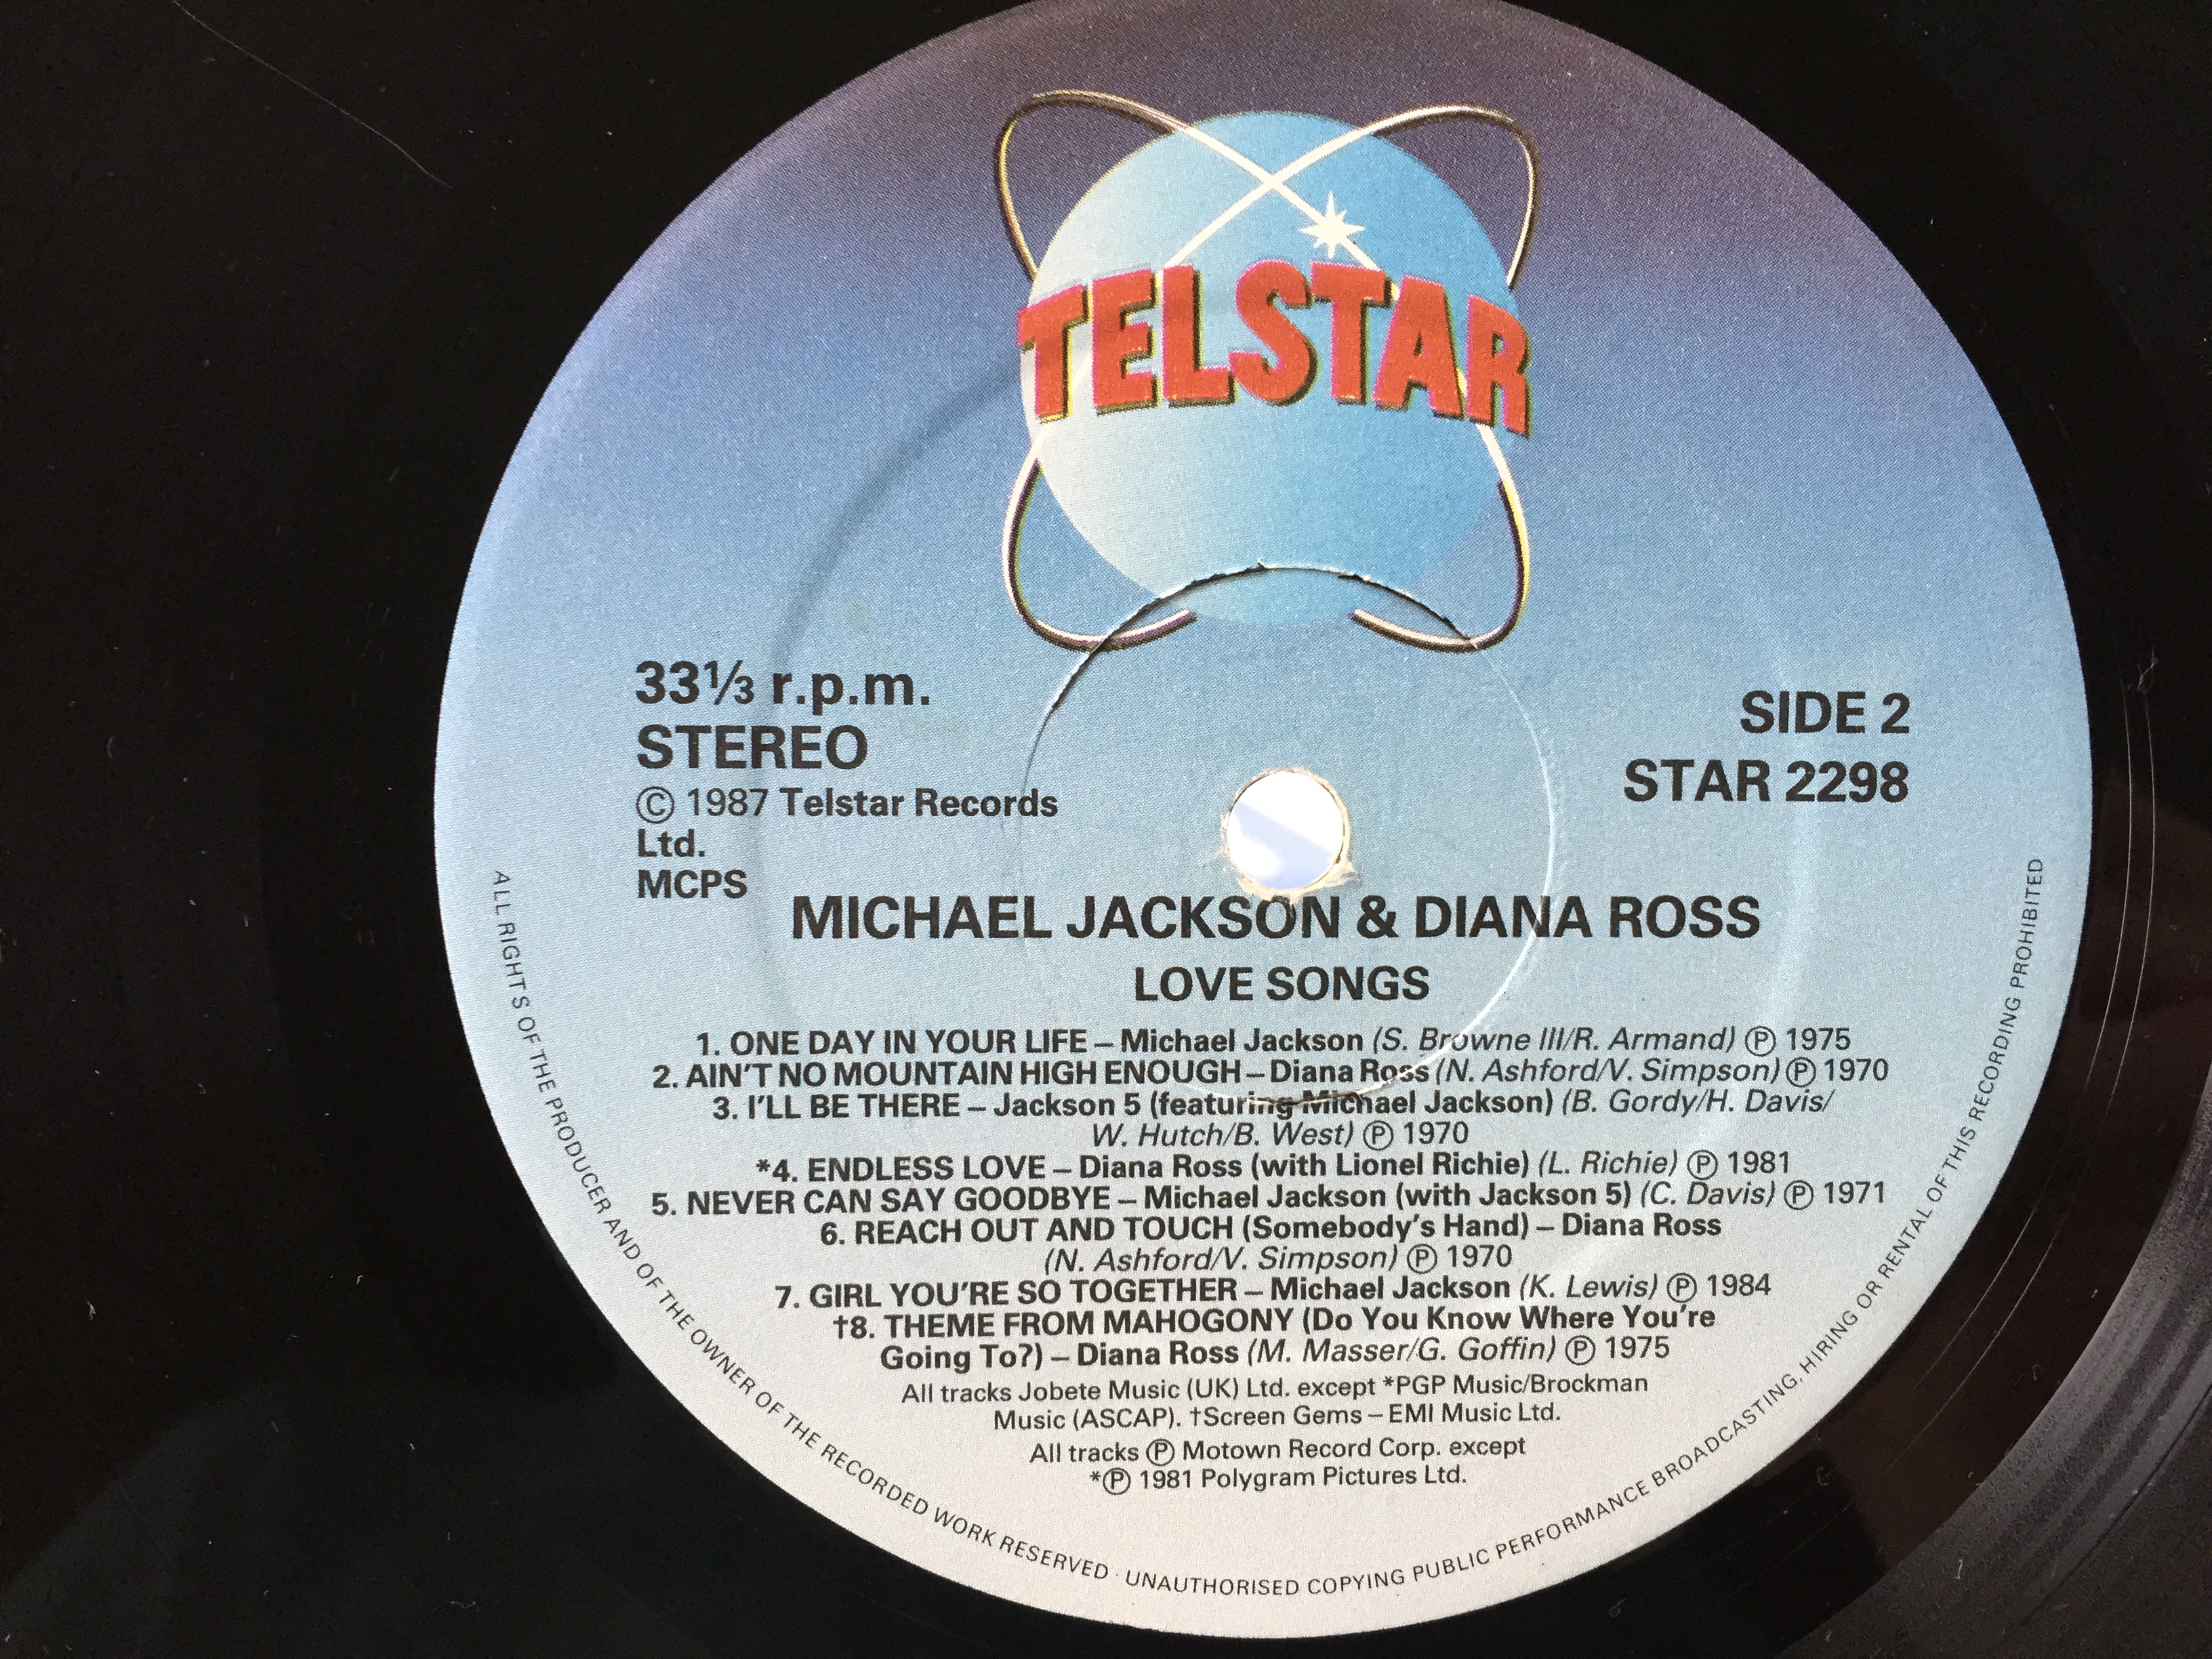 TELSTAR
33⅓ r.p.m.
STEREO
© 1987 Telstar Records
Ltd.
MCPS
SIDE 2
STAR 2298
MICHAEL JACKSON & DIANA ROSS
LOVE SONGS
1. ONE DAY IN YOUR LIFE – Michael Jackson (S. Browne III/R. Armand) ℗ 1975
2. AIN'T NO MOUNTAIN HIGH ENOUGH – Diana Ross (N. Ashford/V. Simpson) ℗ 1970
3. I'LL BE THERE – Jackson 5 (featuring Michael Jackson) (B. Gordy/H. Davis/
W. Hutch/B. West) ℗ 1970
*4. ENDLESS LOVE – Diana Ross (with Lionel Richie) (L. Richie) ℗ 1981
5. NEVER CAN SAY GOODBYE – Michael Jackson (with Jackson 5) (C. Davis) ℗ 1971
6. REACH OUT AND TOUCH (Somebody's Hand) – Diana Ross
(N. Ashford/V. Simpson) ℗ 1970
7. GIRL YOU'RE SO TOGETHER – Michael Jackson (K. Lewis) ℗ 1984
†8. THEME FROM MAHOGONY (Do You Know Where You're
Going To?) – Diana Ross (M. Masser/G. Goffin) ℗ 1975
All tracks Jobete Music (UK) Ltd. except *PGP Music/Brockman
Music (ASCAP). †Screen Gems – EMI Music Ltd.
All tracks ℗ Motown Record Corp. except
*℗ 1981 Polygram Pictures Ltd.
ALL RIGHTS OF THE PRODUCER AND OF THE OWNER OF THE RECORDED WORK RESERVED · UNAUTHORISED COPYING PUBLIC PERFORMANCE BROADCASTING, HIRING OR RENTAL OF THIS RECORDING PROHIBITED